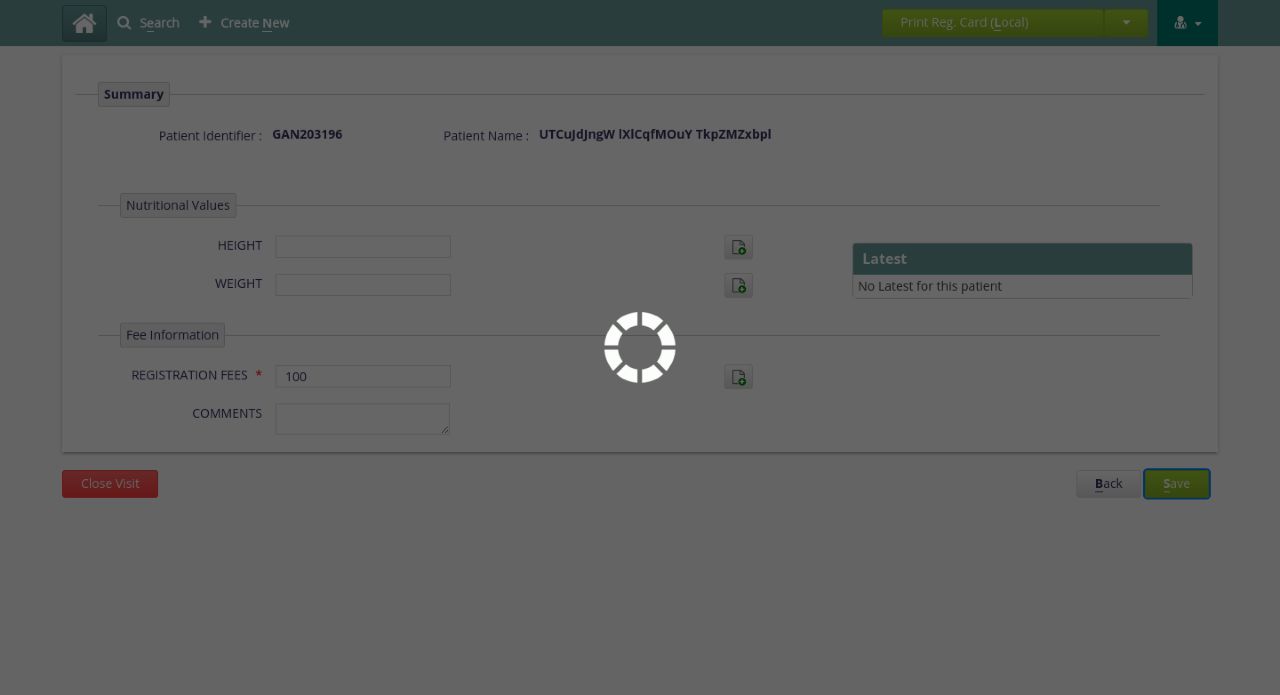 Search
Create New
Print Reg. Card (Local)
Summary
Patient Identifier : GAN203196 Patient Name : UTCuJdJngW lXlCqfMOuY TkpZMZxbpl
Nutritional Values
HEIGHT
WEIGHT
Latest
No Latest for this patient
Fee Information
REGISTRATION FEES * 100
COMMENTS
Close Visit
Back
Save